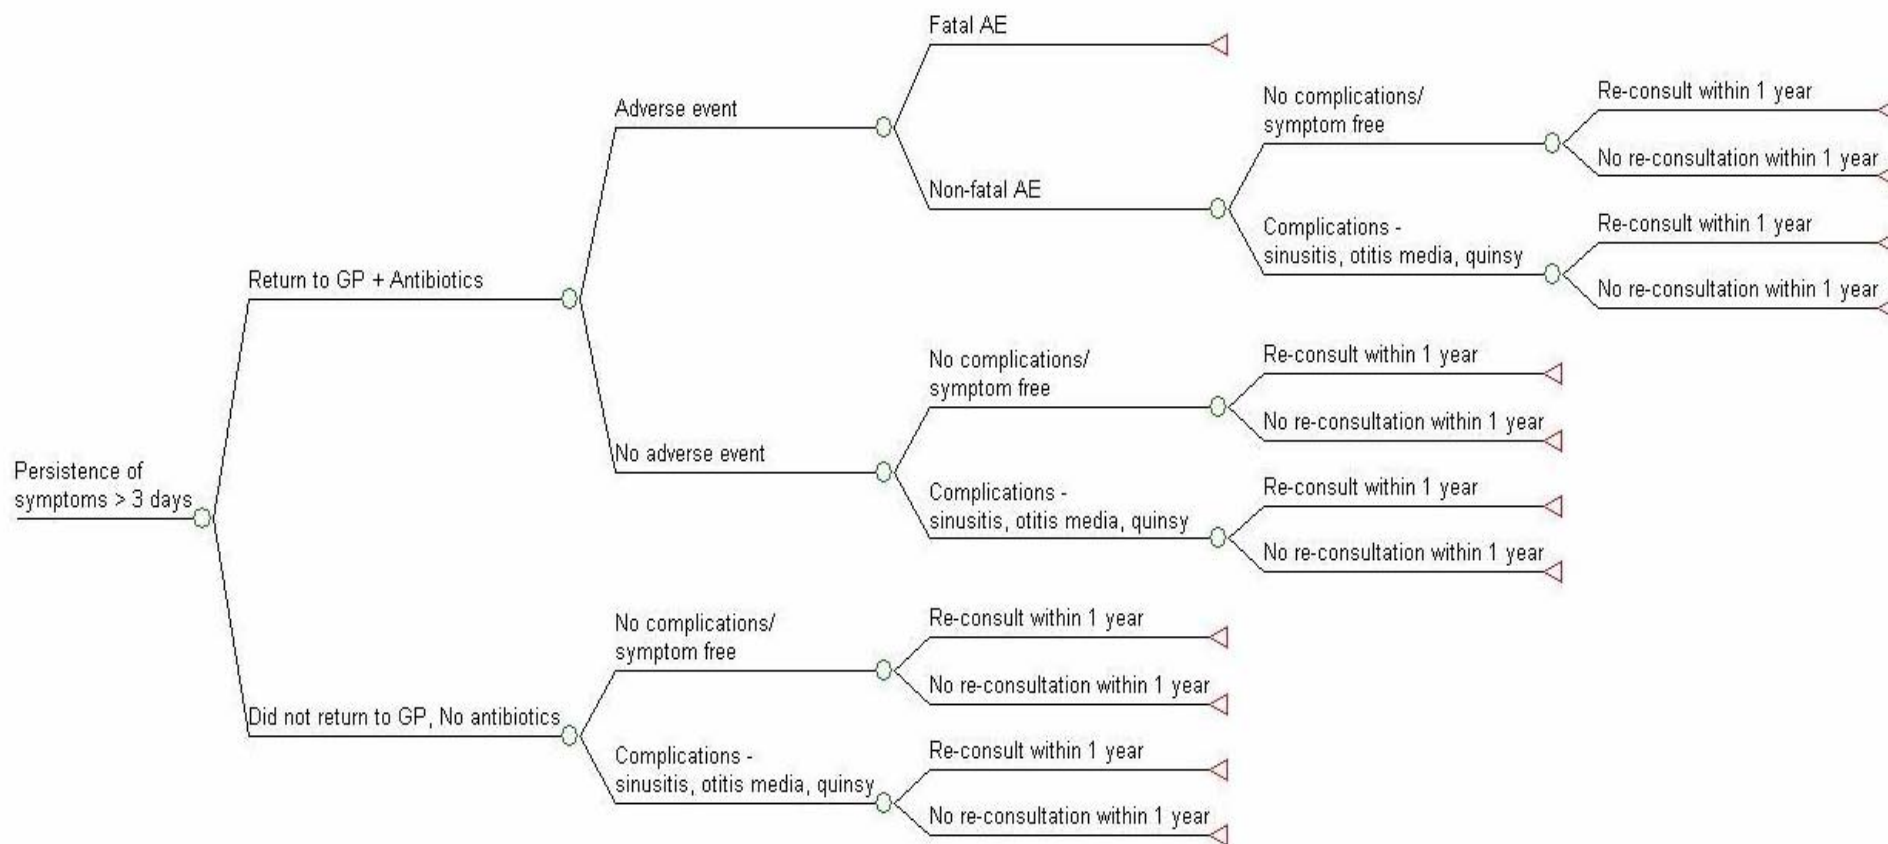 Fatal AE
Adverse event
No complications/
symptom free
Re-consult within 1 year
No re-consultation within 1 year
Non-fatal AE
Complications -
sinusitis, otitis media, quinsy
Re-consult within 1 year
No re-consultation within 1 year
Return to GP + Antibiotics
No complications/
symptom free
Re-consult within 1 year
No re-consultation within 1 year
No adverse event
Complications -
sinusitis, otitis media, quinsy
Re-consult within 1 year
No re-consultation within 1 year
Persistence of
symptoms > 3 days
No complications/
symptom free
Re-consult within 1 year
No re-consultation within 1 year
Did not return to GP, No antibiotics
Complications -
sinusitis, otitis media, quinsy
Re-consult within 1 year
No re-consultation within 1 year